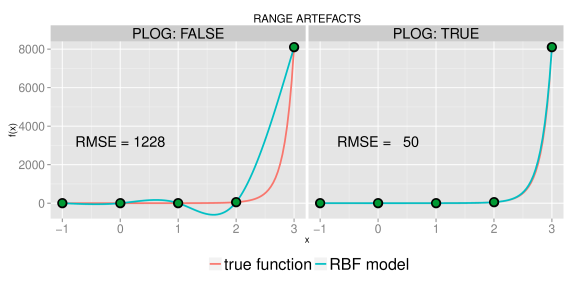 RANGE ARTEFACTS
PLOG: FALSE
PLOG: TRUE
8000
6000
4000
2000
0
f(x)
RMSE = 1228
RMSE = 50
−1 0 1 2 3
−1 0 1 2 3
x
true function RBF model